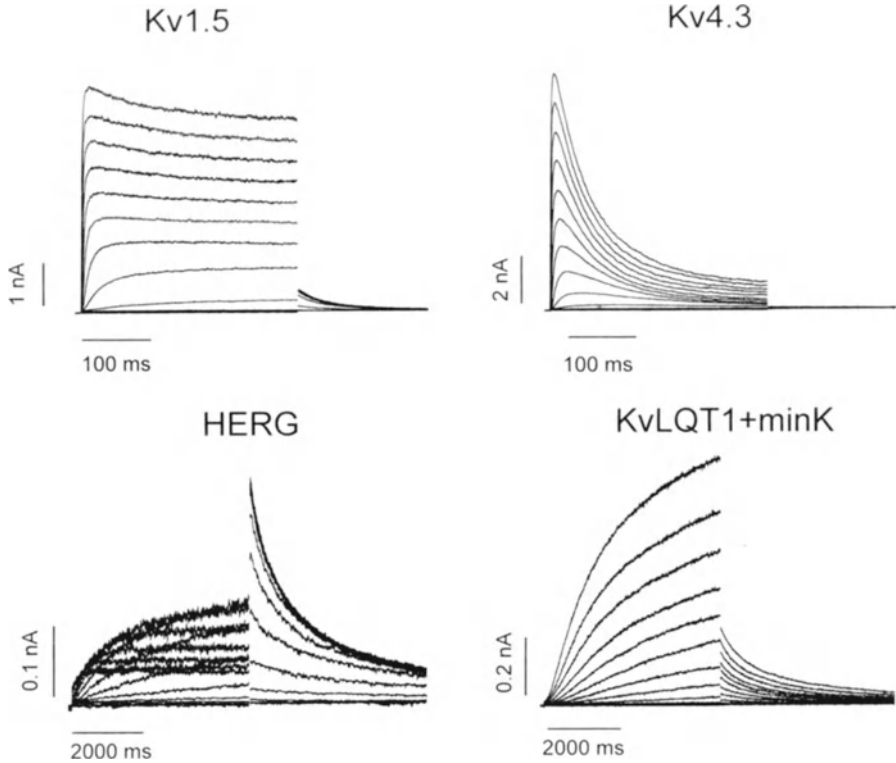 Kv1.5
1 nA
100 ms
Kv4.3
2 nA
100 ms
HERG
0.1 nA
2000 ms
KvLQT1+minK
0.2 nA
2000 ms